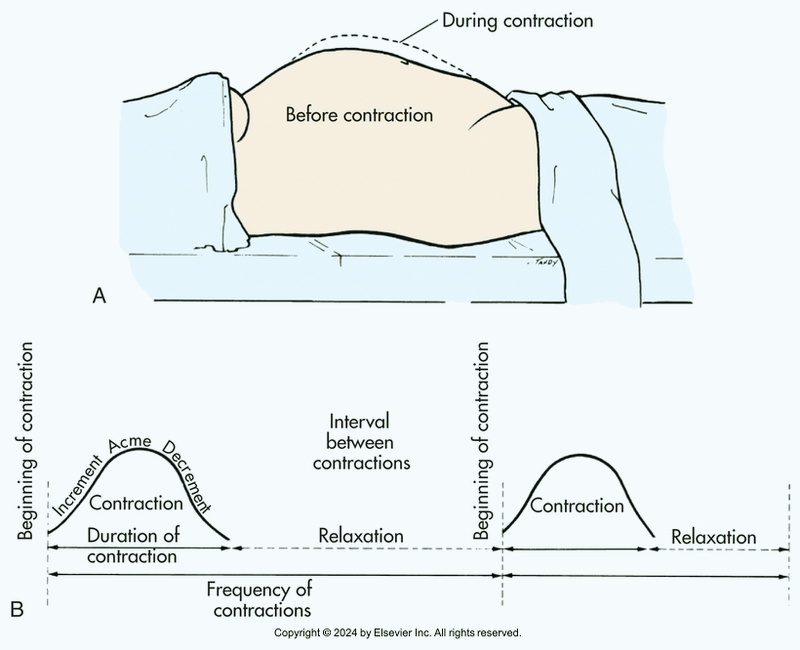 During contraction
Before contraction
TANDY
A
Beginning of contraction
Increment
Acme
Decrement
Contraction
Duration of
contraction
Interval
between
contractions
Relaxation
Beginning of contraction
Contraction
Relaxation
Frequency of
contractions
B
Copyright © 2024 by Elsevier Inc. All rights reserved.